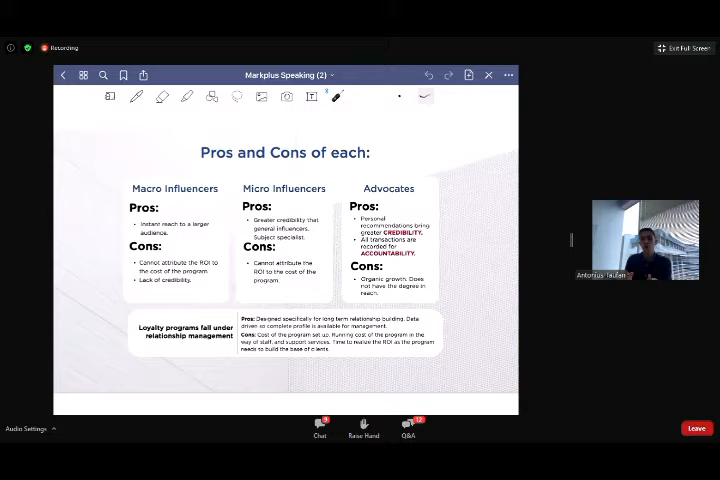 Recording
Exit Full Screen
Markplus Speaking (2)
Pros and Cons of each:
Macro Influencers
Pros:
• Instant reach to a larger
audience.
Cons:
• Cannot attribute the ROI to
the cost of the program
• Lack of credibility.
Micro Influencers
Pros:
• Greater credibility that
general influencers.
Subject specialist.
Cons:
• Cannot attribute the
ROI to the cost of the
program.
Advocates
Pros:
• Personal
recommendations bring
greater CREDIBILITY.
• All transactions are
recorded for
ACCOUNTABILITY.
Cons:
• Organic growth. Does
not have the degree in
reach.
Loyalty programs fall under
relationship management
Pros: Designed specifically for long term relationship building. Data
driven so complete profile is available for management.
Cons: Cost of the program set up. Running cost of the program in the
way of staff, and support services. Time to realize the ROI as the program
needs to build the base of clients.
Antonius Taufan
Audio Settings
9
Chat
Raise Hand
12
Q&A
Leave